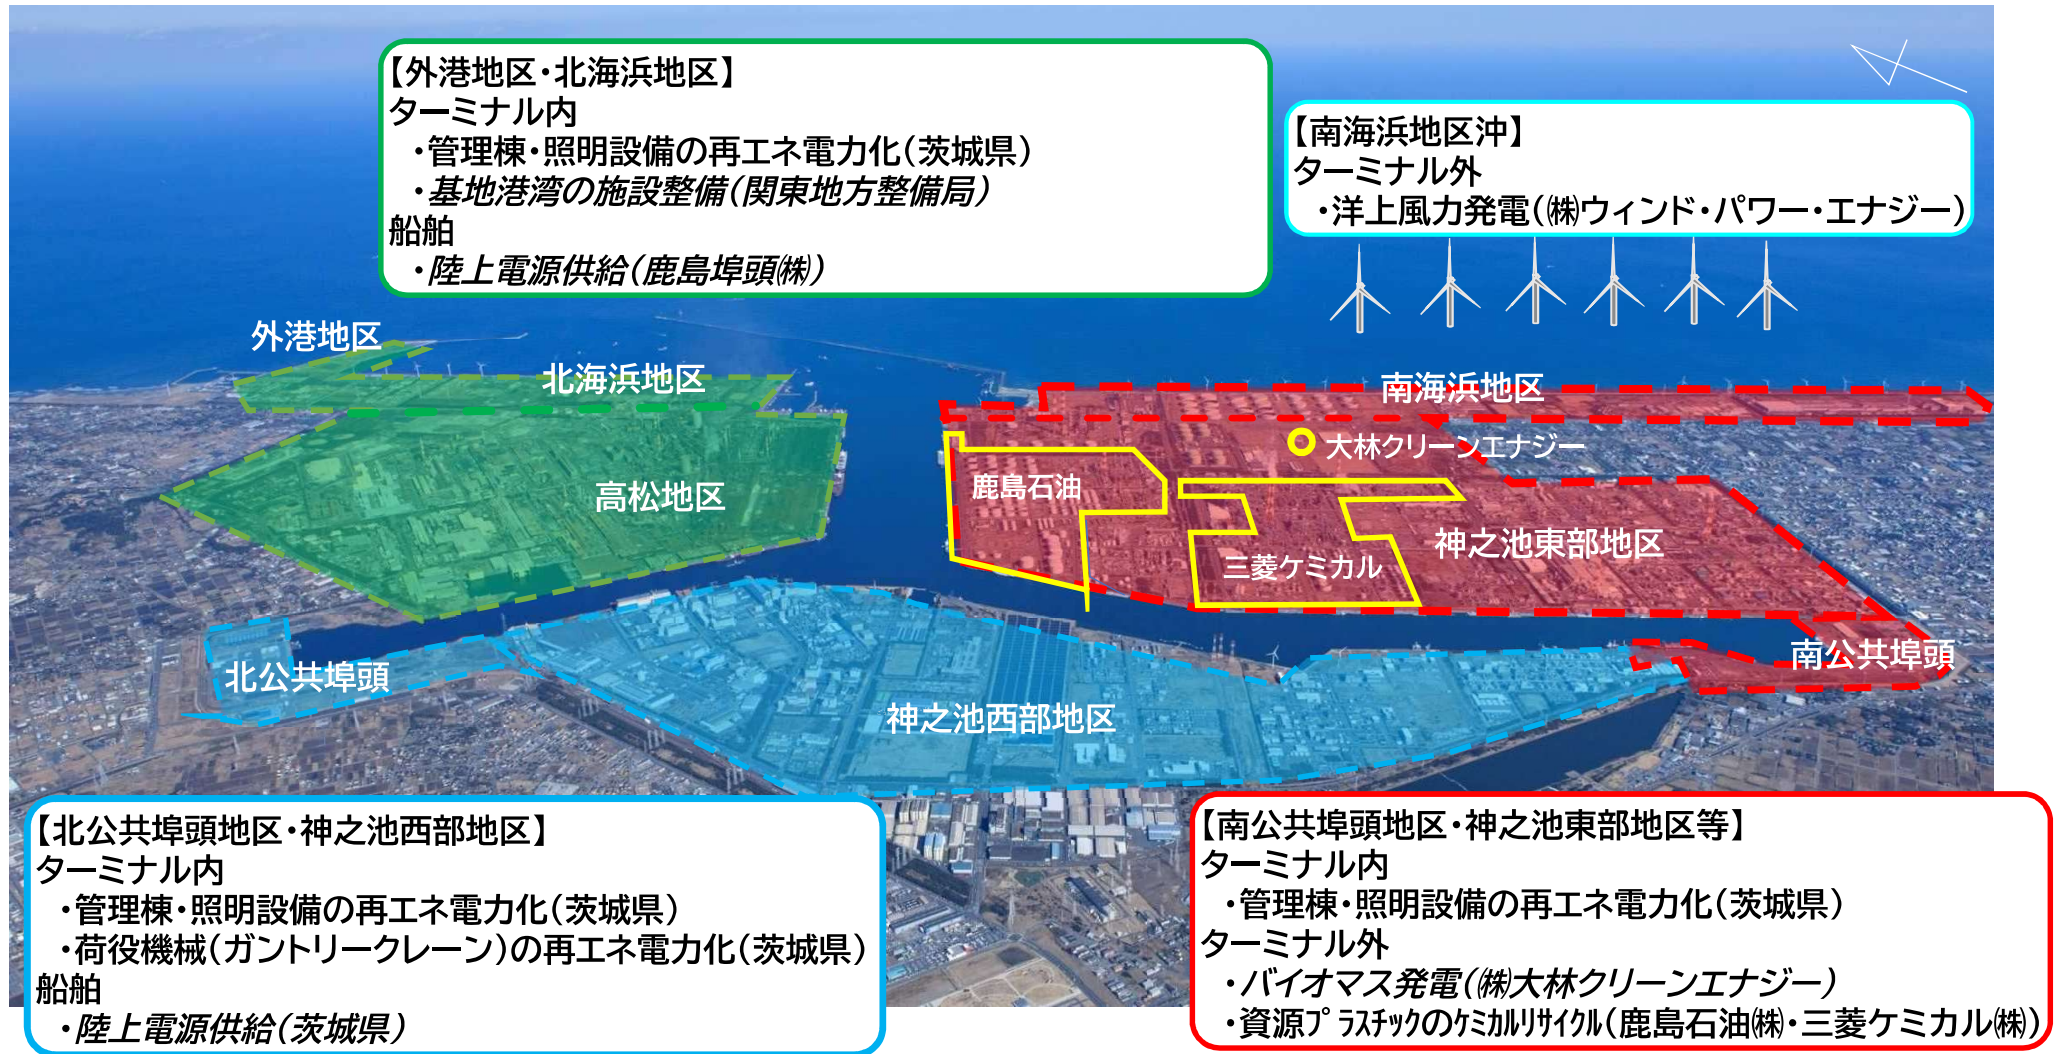 【外港地区・北海浜地区】
ターミナル内
・管理棟・照明設備の再エネ電力化(茨城県)
・基地港湾の施設整備(関東地方整備局)
船舶
・陸上電源供給(鹿島埠頭㈱)
【南海浜地区沖】
ターミナル外
・洋上風力発電(㈱ウィンド・パワー・エナジー)
外港地区
北海浜地区
南海浜地区
大林クリーンエナジー
鹿島石油
高松地区
神之池東部地区
三菱ケミカル
南公共埠頭
北公共埠頭
神之池西部地区
【北公共埠頭地区・神之池西部地区】
ターミナル内
・管理棟・照明設備の再エネ電力化(茨城県)
・荷役機械(ガントリークレーン)の再エネ電力化(茨城県)
船舶
・陸上電源供給(茨城県)
【南公共埠頭地区・神之池東部地区等】
ターミナル内
・管理棟・照明設備の再エネ電力化(茨城県)
ターミナル外
・バイオマス発電(㈱大林クリーンエナジー)
・資源プラスチックのケミカルリサイクル(鹿島石油㈱・三菱ケミカル㈱)